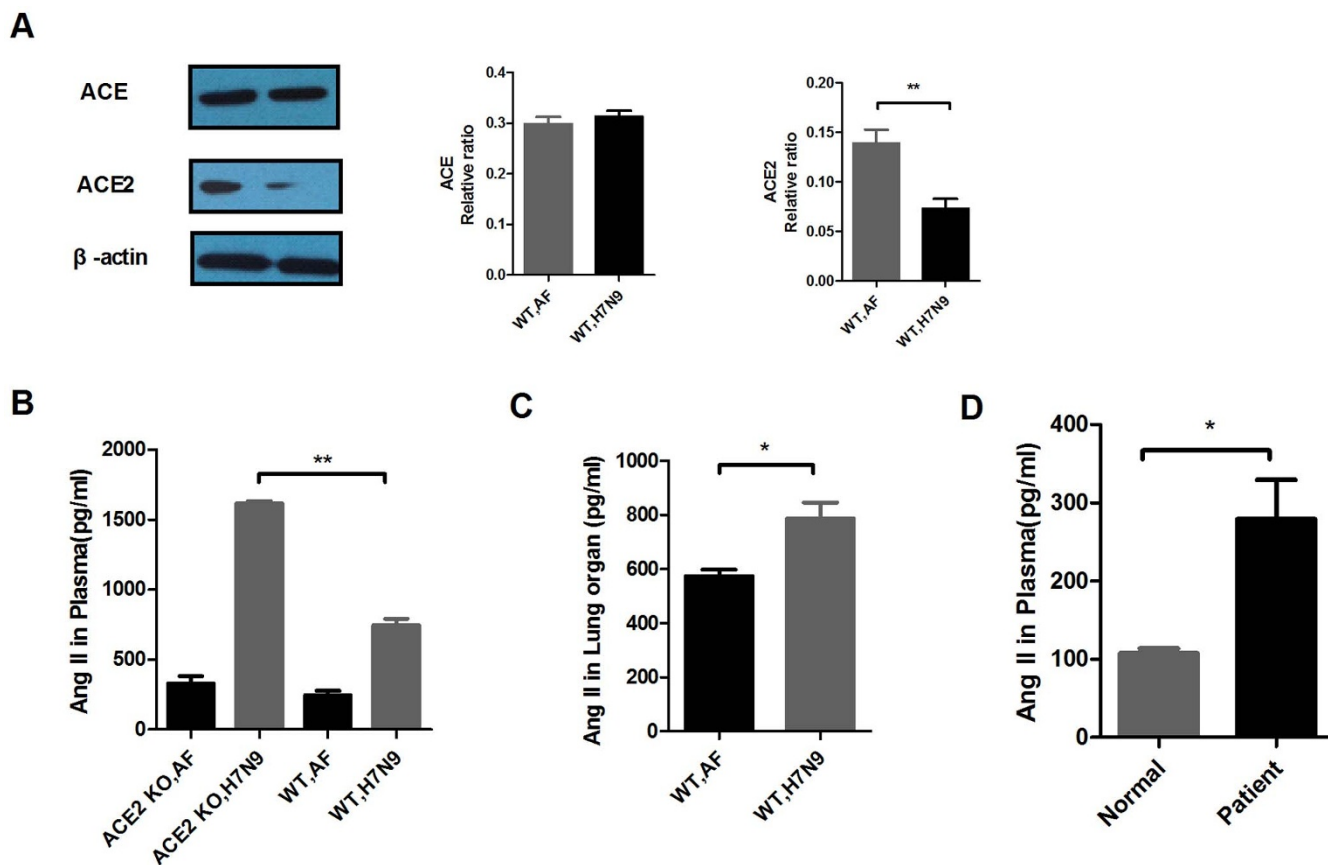 A
ACE
ACE2
β -actin
ACE
Relative ratio
0.4
0.3
0.2
0.1
0.0
WT,AF
WT,H7N9
ACE2
Relative ratio
0.20
0.15
0.10
0.05
0.00
**
WT,AF
WT,H7N9
B
Ang II in Plasma(pg/ml)
2000
1500
1000
500
0
**
ACE2 KO,AF
ACE2 KO,H7N9
WT,AF
WT,H7N9
C
Ang II in Lung organ (pg/ml)
1000
800
600
400
200
0
*
WT,AF
WT,H7N9
D
Ang II in Plasma(pg/ml)
400
300
200
100
0
*
Normal
Patient